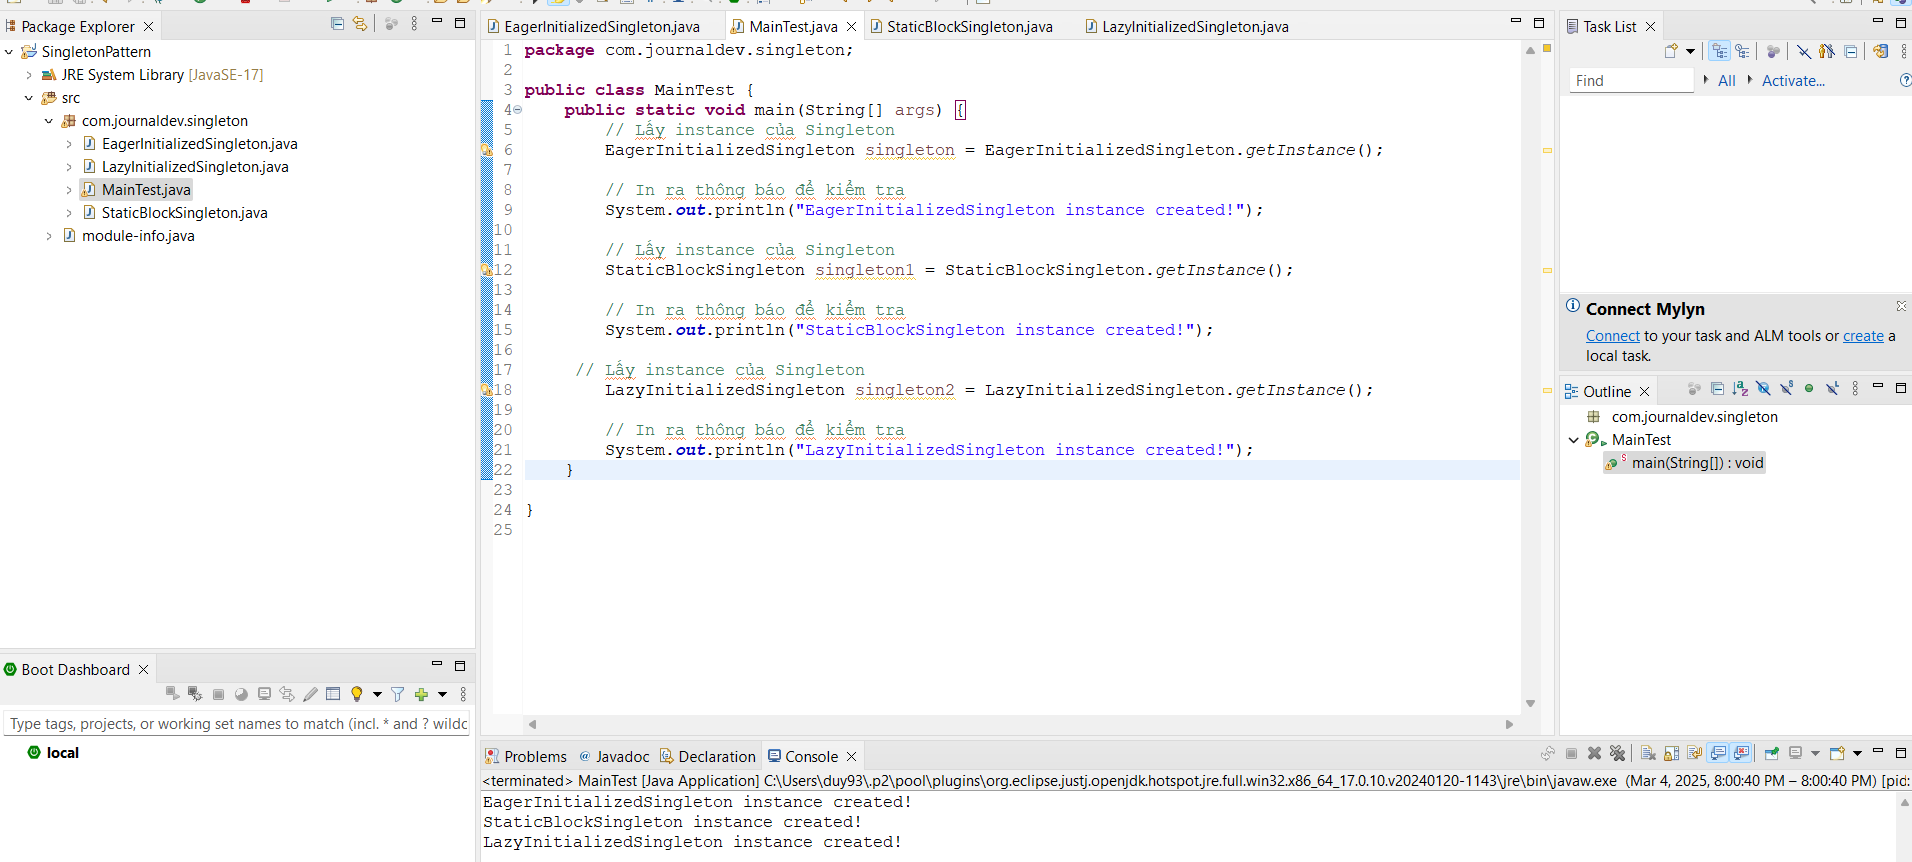 Package Explorer
SingletonPattern
JRE System Library [JavaSE-17]
src
com.journaldev.singleton
EagerInitializedSingleton.java
LazyInitializedSingleton.java
MainTest.java
StaticBlockSingleton.java
module-info.java
Boot Dashboard
Type tags, projects, or working set names to match (incl. * and ? wildc
local
EagerInitializedSingleton.java
MainTest.java
StaticBlockSingleton.java
LazyInitializedSingleton.java
1 package com.journaldev.singleton;
2
3 public class MainTest {
4 public static void main(String[] args) {
5 // Lấy instance của Singleton
6 EagerInitializedSingleton singleton = EagerInitializedSingleton.getInstance();
7
8 // In ra thông báo để kiểm tra
9 System.out.println("EagerInitializedSingleton instance created!");
10
11 // Lấy instance của Singleton
12 StaticBlockSingleton singleton1 = StaticBlockSingleton.getInstance();
13
14 // In ra thông báo để kiểm tra
15 System.out.println("StaticBlockSingleton instance created!");
16
17 // Lấy instance của Singleton
18 LazyInitializedSingleton singleton2 = LazyInitializedSingleton.getInstance();
19
20 // In ra thông báo để kiểm tra
21 System.out.println("LazyInitializedSingleton instance created!");
22 }
23
24 }
25
Problems
Javadoc
Declaration
Console
<terminated> MainTest [Java Application] C:\Users\duy93\.p2\pool\plugins\org.eclipse.justj.openjdk.hotspot.jre.full.win32.x86_64_17.0.10.v20240120-1143\jre\bin\javaw.exe (Mar 4, 2025, 8:00:40 PM – 8:00:40 PM) [pid:
EagerInitializedSingleton instance created!
StaticBlockSingleton instance created!
LazyInitializedSingleton instance created!
Task List
Find
All
Activate...
Connect Mylyn
Connect to your task and ALM tools or create a
local task.
Outline
com.journaldev.singleton
MainTest
main(String[]) : void